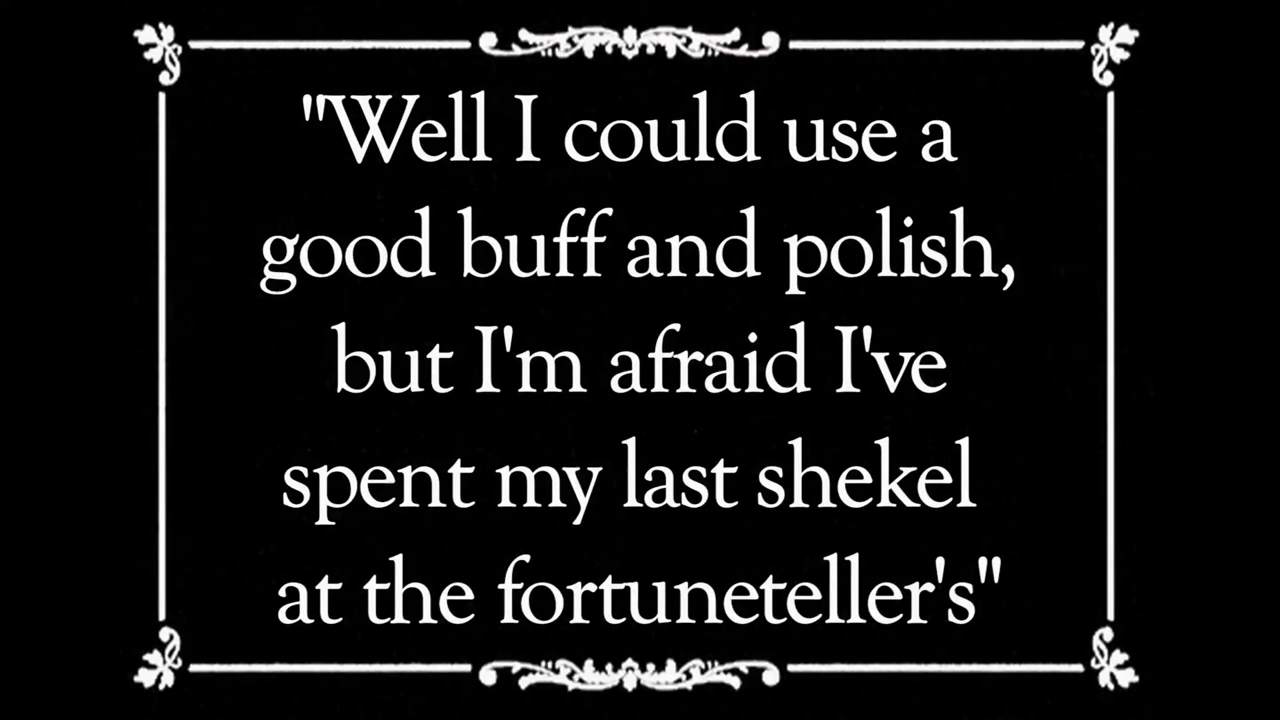 "Well I could use a
good buff and polish,
but I'm afraid I've
spent my last shekel
at the fortuneteller's"